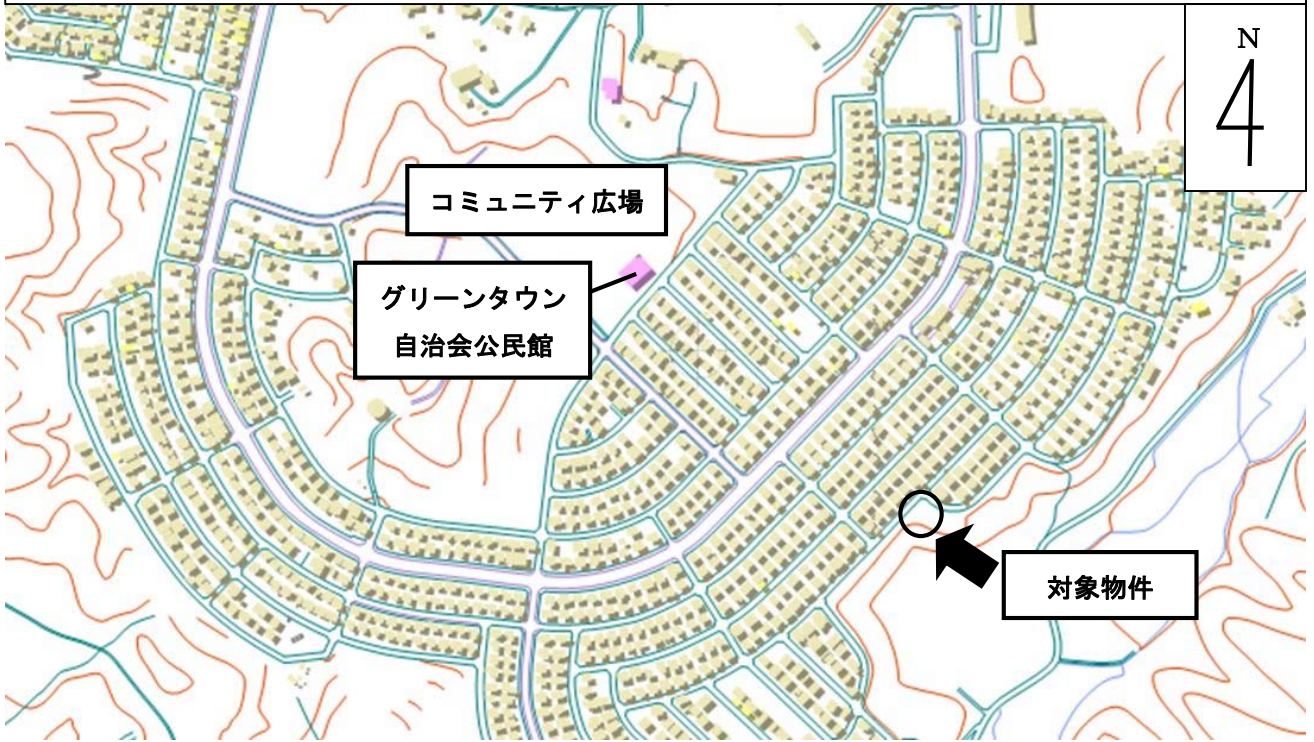 N
コミュニティ広場
グリーンタウン
自治会公民館
対象物件